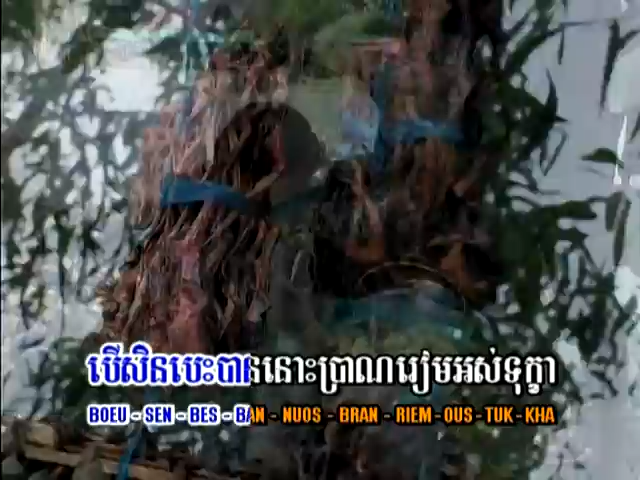 បើសិនបេះបាននោះប្រាណរៀមអស់ទុក្ខា
BOEU - SEN - BES - BAN - NUOS - BRAN - RIEM - OUS - TUK - KHA